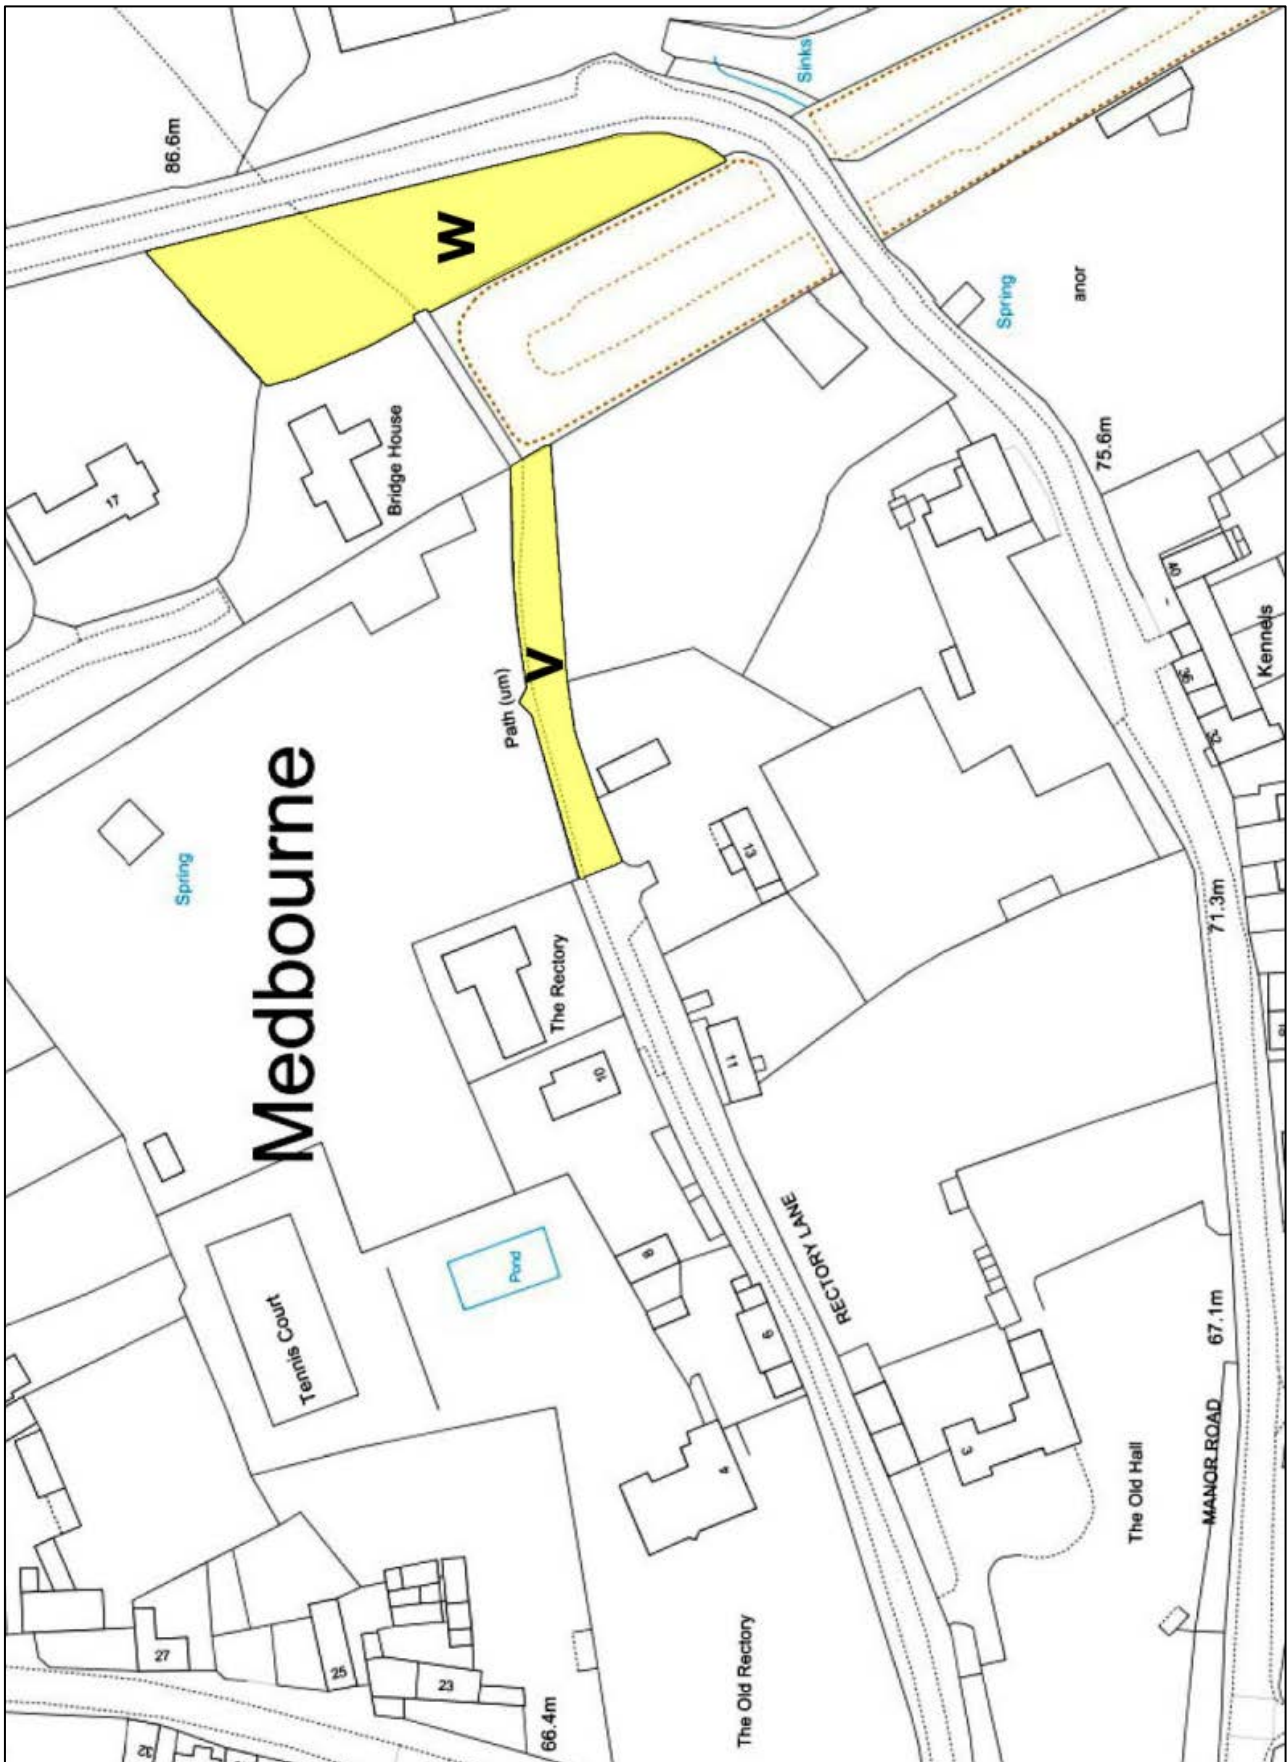 Sinks
86.6m
W
Spring
anor
75.6m
17
Bridge House
40
Kennels
36
32
V
Path (um)
Medbourne
Spring
13
71.3m
The Rectory
10
11
Pond
8
6
RECTORY LANE
Tennis Court
67.1m
4
3
The Old Hall
MANOR ROAD
The Old Rectory
27
25
23
66.4m
32